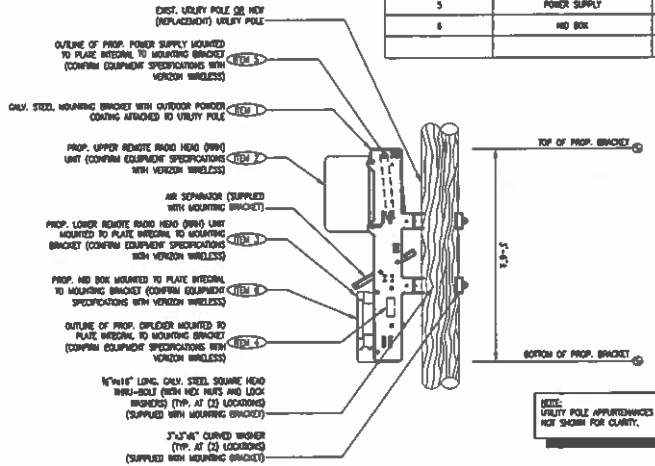 EXIST. UTILITY POLE OR NEW
(REPLACEMENT) UTILITY POLE
OUTLINE OF PROP. POWER SUPPLY MOUNTED
TO PLATE INTEGRAL TO MOUNTING BRACKET
(CONFIRM EQUIPMENT SPECIFICATIONS WITH
VERIZON WIRELESS)
ITEM 5
GALV. STEEL MOUNTING BRACKET WITH OUTDOOR POWDER
COATING ATTACHED TO UTILITY POLE
ITEM 1
PROP. UPPER REMOTE RADIO HEAD (RRH)
UNIT (CONFIRM EQUIPMENT SPECIFICATIONS
WITH VERIZON WIRELESS)
ITEM 2
AIR SEPARATOR (SUPPLIED
WITH MOUNTING BRACKET)
PROP. LOWER REMOTE RADIO HEAD (RRH) UNIT
MOUNTED TO PLATE INTEGRAL TO MOUNTING
BRACKET (CONFIRM EQUIPMENT SPECIFICATIONS
WITH VERIZON WIRELESS)
PROP. NID BOX MOUNTED TO PLATE INTEGRAL
TO MOUNTING BRACKET (CONFIRM EQUIPMENT
SPECIFICATIONS WITH VERIZON WIRELESS)
ITEM 6
OUTLINE OF PROP. DIPLEXER MOUNTED TO
PLATE INTEGRAL TO MOUNTING BRACKET
(CONFIRM EQUIPMENT SPECIFICATIONS WITH
VERIZON WIRELESS)
ITEM 4
LONG, GALV. STEEL SQUARE HEAD
THRU-BOLT (WITH HEX NUTS AND LOCK
WASHERS) (TYP. AT (2) LOCATIONS)
(SUPPLIED WITH MOUNTING BRACKET)
CURVED WASHER
(TYP. AT (2) LOCATIONS)
(SUPPLIED WITH MOUNTING BRACKET)
5 POWER SUPPLY
6 NID BOX
TOP OF PROP. BRACKET
5'-6"±
BOTTOM OF PROP. BRACKET
NOTE:
UTILITY POLE APPURTENANCES
NOT SHOWN FOR CLARITY.